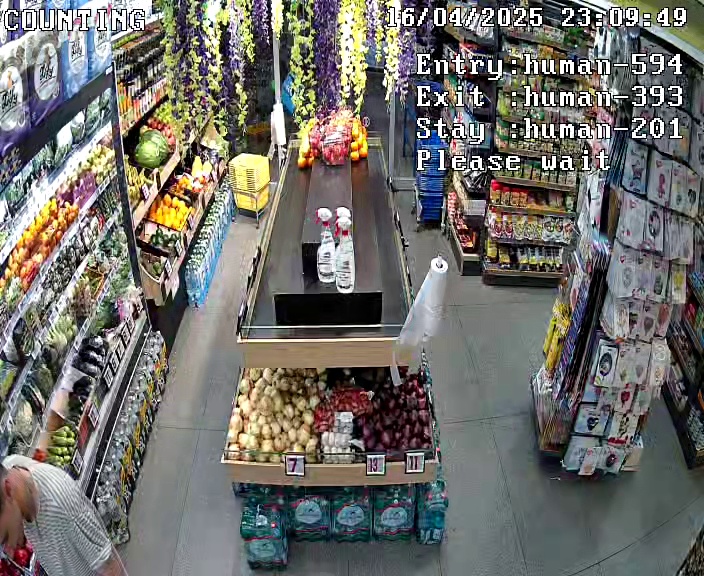 COUNTING
16/04/2025 23:09:49
Entry:human-594
Exit :human-393
Stay :human-201
Please wait
7
13
11